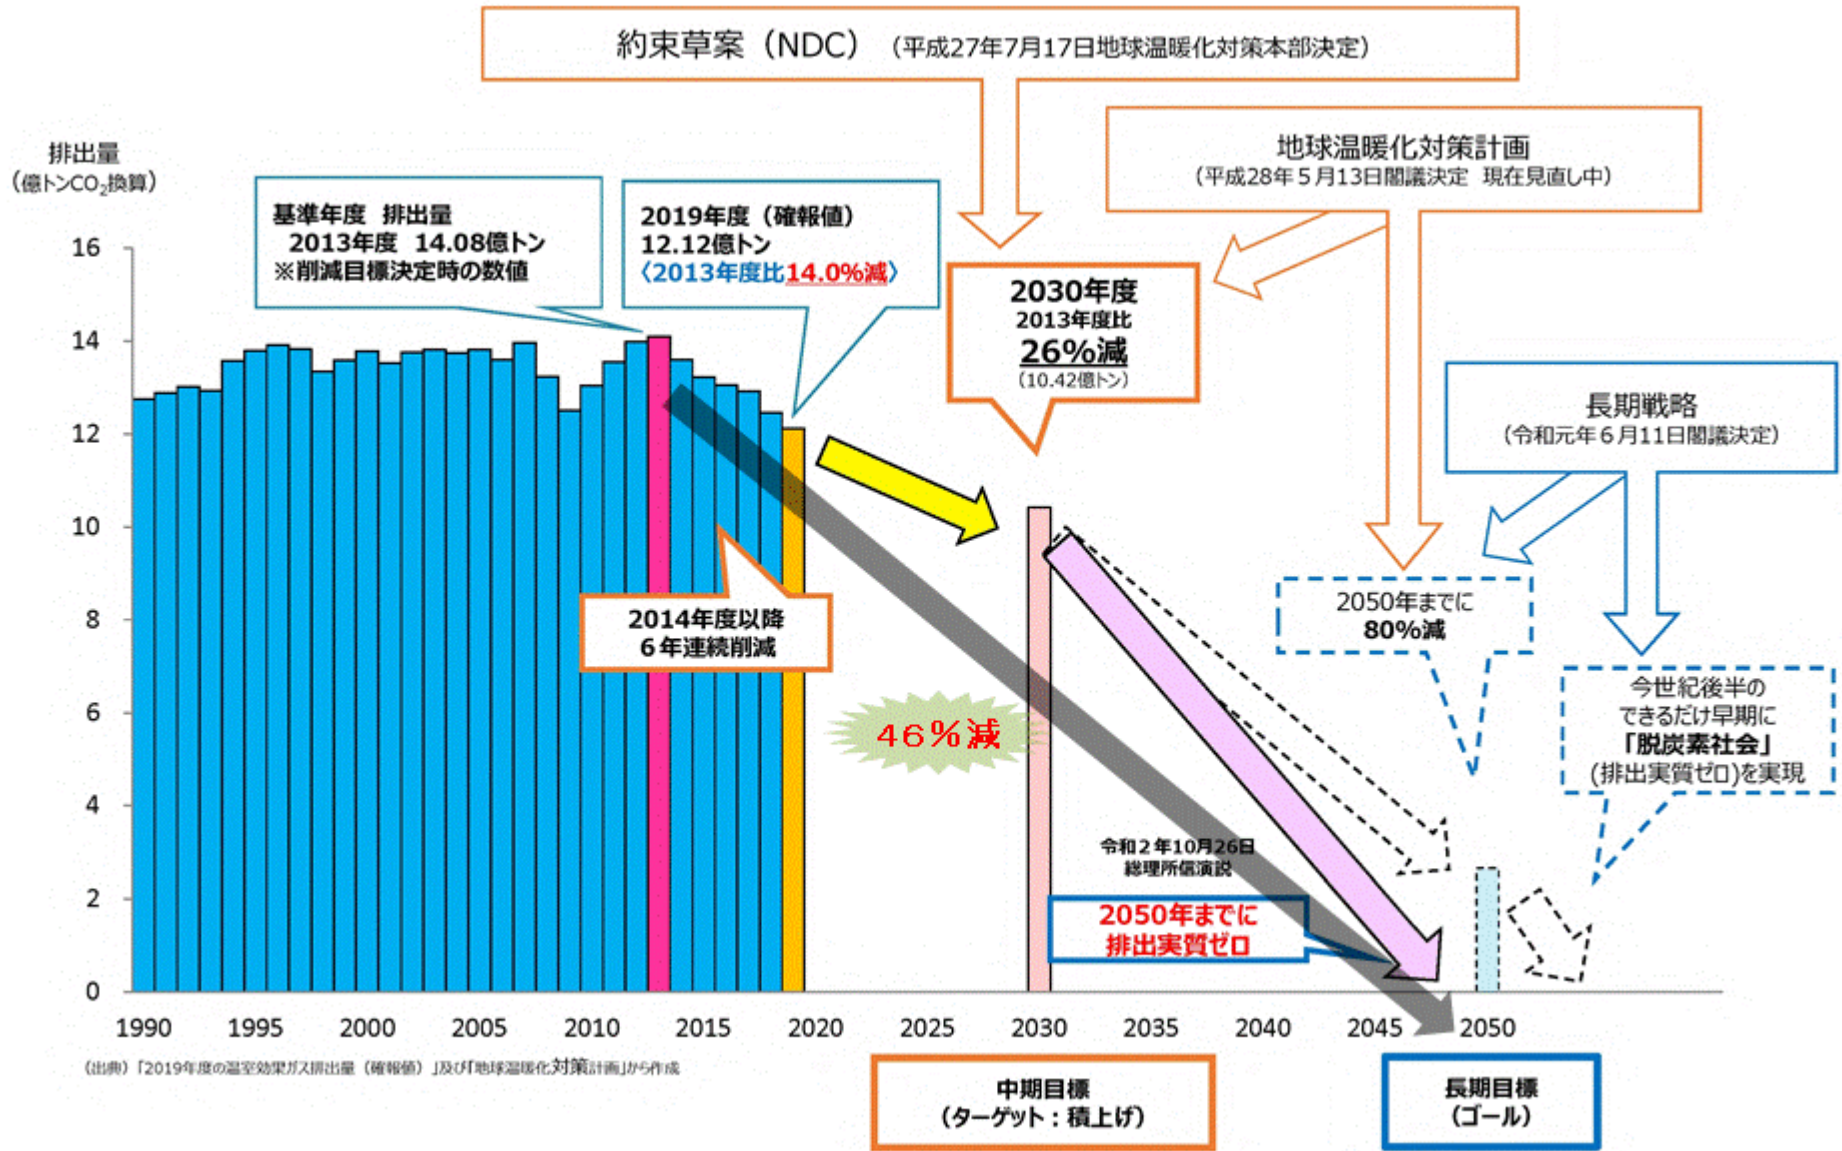 約束草案（NDC）（平成27年7月17日地球温暖化対策本部決定）
地球温暖化対策計画
（平成28年５月13日閣議決定　現在見直し中）
排出量
（億トンCO₂換算）
基準年度　排出量
2013年度　14.08億トン
※削減目標決定時の数値
2019年度（確報値）
12.12億トン
〈2013年度比14.0%減〉
2030年度
2013年度比
26%減
（10.42億トン）
長期戦略
（令和元年６月11日閣議決定）
16
14
12
10
8
6
4
2
0
2014年度以降
６年連続削減
46%減
2050年までに
80%減
今世紀後半の
できるだけ早期に
「脱炭素社会」
(排出実質ゼロ)を実現
令和２年10月26日
総理所信演説
2050年までに
排出実質ゼロ
1990 1995 2000 2005 2010 2015 2020 2025 2030 2035 2040 2045 2050
（出典）「2019年度の温室効果ガス排出量（確報値）」及び「地球温暖化対策計画」から作成
中期目標
（ターゲット：積上げ）
長期目標
（ゴール）